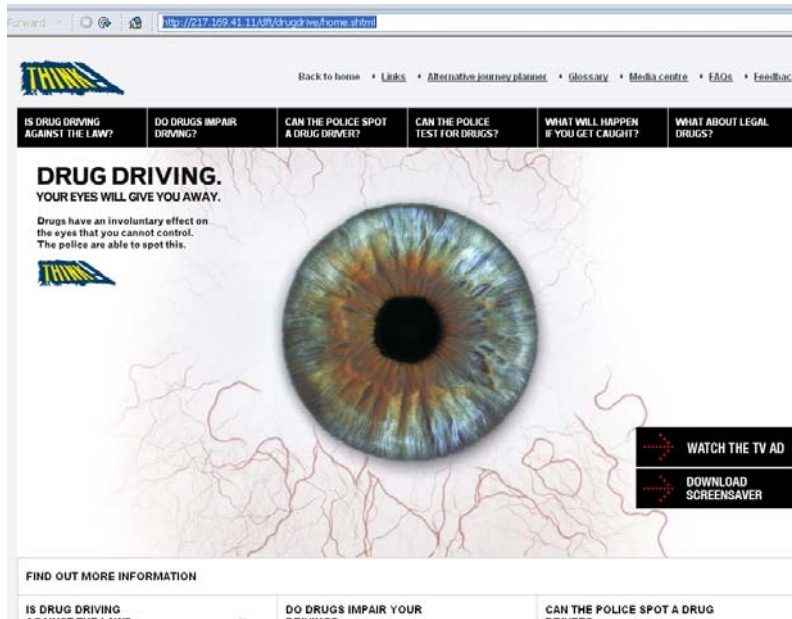 Forward
http://217.169.41.11/dft/drugdrive/home.shtml
THINK!
Back to home • Links • Alternative journey planner • Glossary • Media centre • FAQs • Feedbac
IS DRUG DRIVING
AGAINST THE LAW?
DO DRUGS IMPAIR
DRIVING?
CAN THE POLICE SPOT
A DRUG DRIVER?
CAN THE POLICE
TEST FOR DRUGS?
WHAT WILL HAPPEN
IF YOU GET CAUGHT?
WHAT ABOUT LEGAL
DRUGS?
DRUG DRIVING.
YOUR EYES WILL GIVE YOU AWAY.
Drugs have an involuntary effect on
the eyes that you cannot control.
The police are able to spot this.
THINK!
WATCH THE TV AD
DOWNLOAD
SCREENSAVER
FIND OUT MORE INFORMATION
IS DRUG DRIVING
DO DRUGS IMPAIR YOUR
CAN THE POLICE SPOT A DRUG